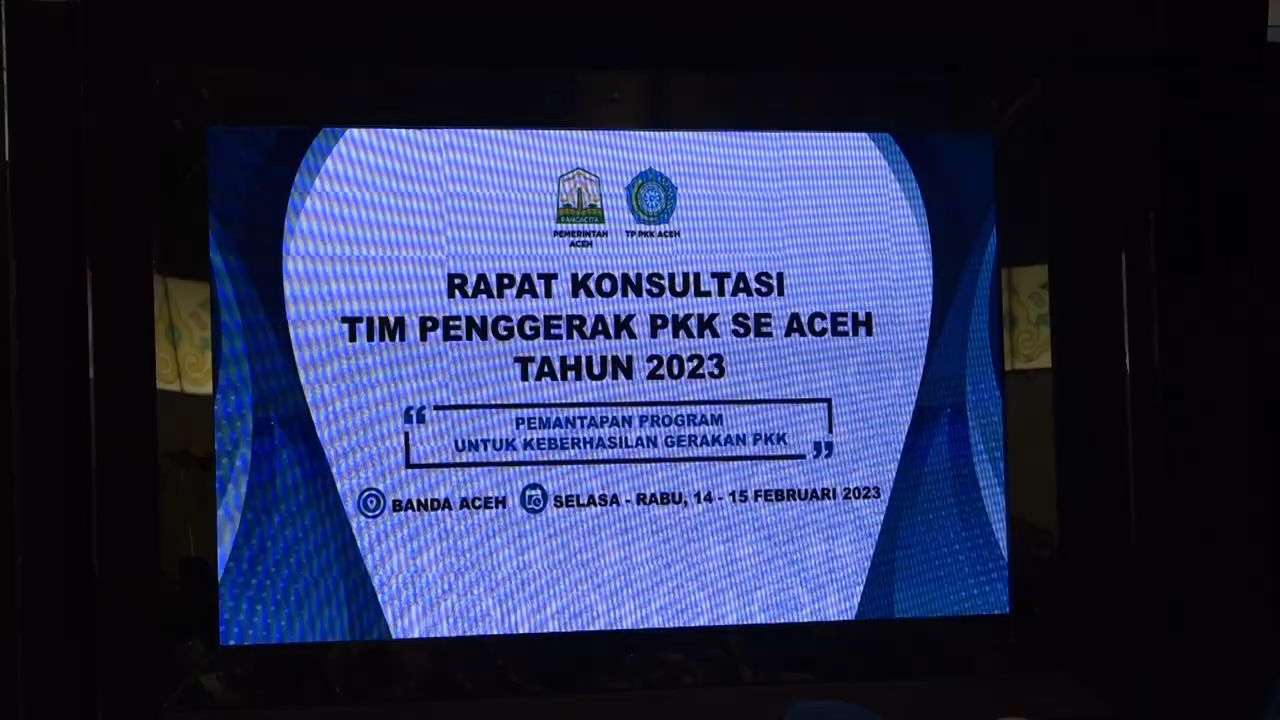 PANCACITA
PEMERINTAH
ACEH
TP PKK ACEH
RAPAT KONSULTASI
TIM PENGGERAK PKK SE ACEH
TAHUN 2023
“ PEMANTAPAN PROGRAM
UNTUK KEBERHASILAN GERAKAN PKK ”
BANDA ACEH SELASA - RABU, 14 - 15 FEBRUARI 2023